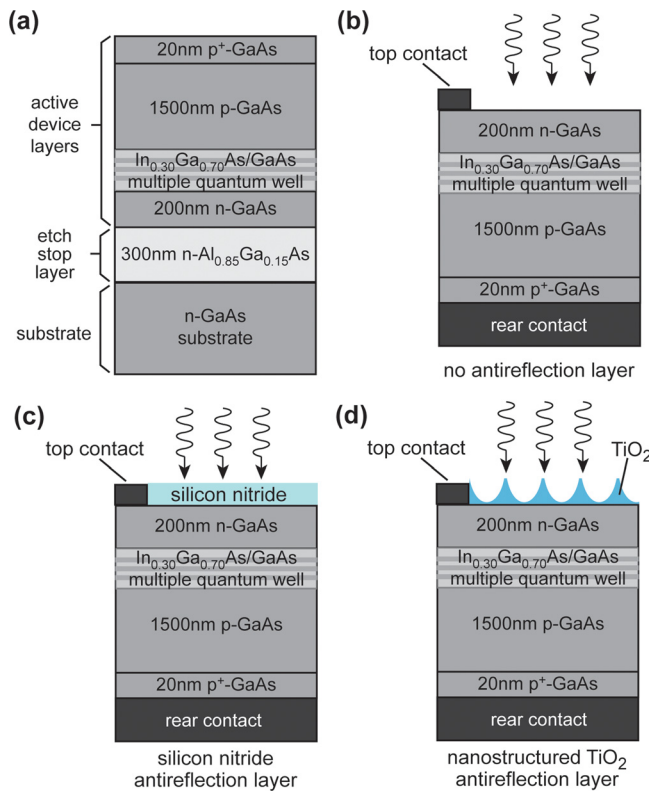 (a)
20nm p⁺-GaAs
active
device
layers
1500nm p-GaAs
In₀.₃₀Ga₀.₇₀As/GaAs
multiple quantum well
200nm n-GaAs
etch
stop
layer
300nm n-Al₀.₈₅Ga₀.₁₅As
substrate
n-GaAs
substrate
(b)
top contact
200nm n-GaAs
In₀.₃₀Ga₀.₇₀As/GaAs
multiple quantum well
1500nm p-GaAs
20nm p⁺-GaAs
rear contact
no antireflection layer
(c)
top contact
silicon nitride
200nm n-GaAs
In₀.₃₀Ga₀.₇₀As/GaAs
multiple quantum well
1500nm p-GaAs
20nm p⁺-GaAs
rear contact
silicon nitride
antireflection layer
(d)
top contact
TiO₂
200nm n-GaAs
In₀.₃₀Ga₀.₇₀As/GaAs
multiple quantum well
1500nm p-GaAs
20nm p⁺-GaAs
rear contact
nanostructured TiO₂
antireflection layer